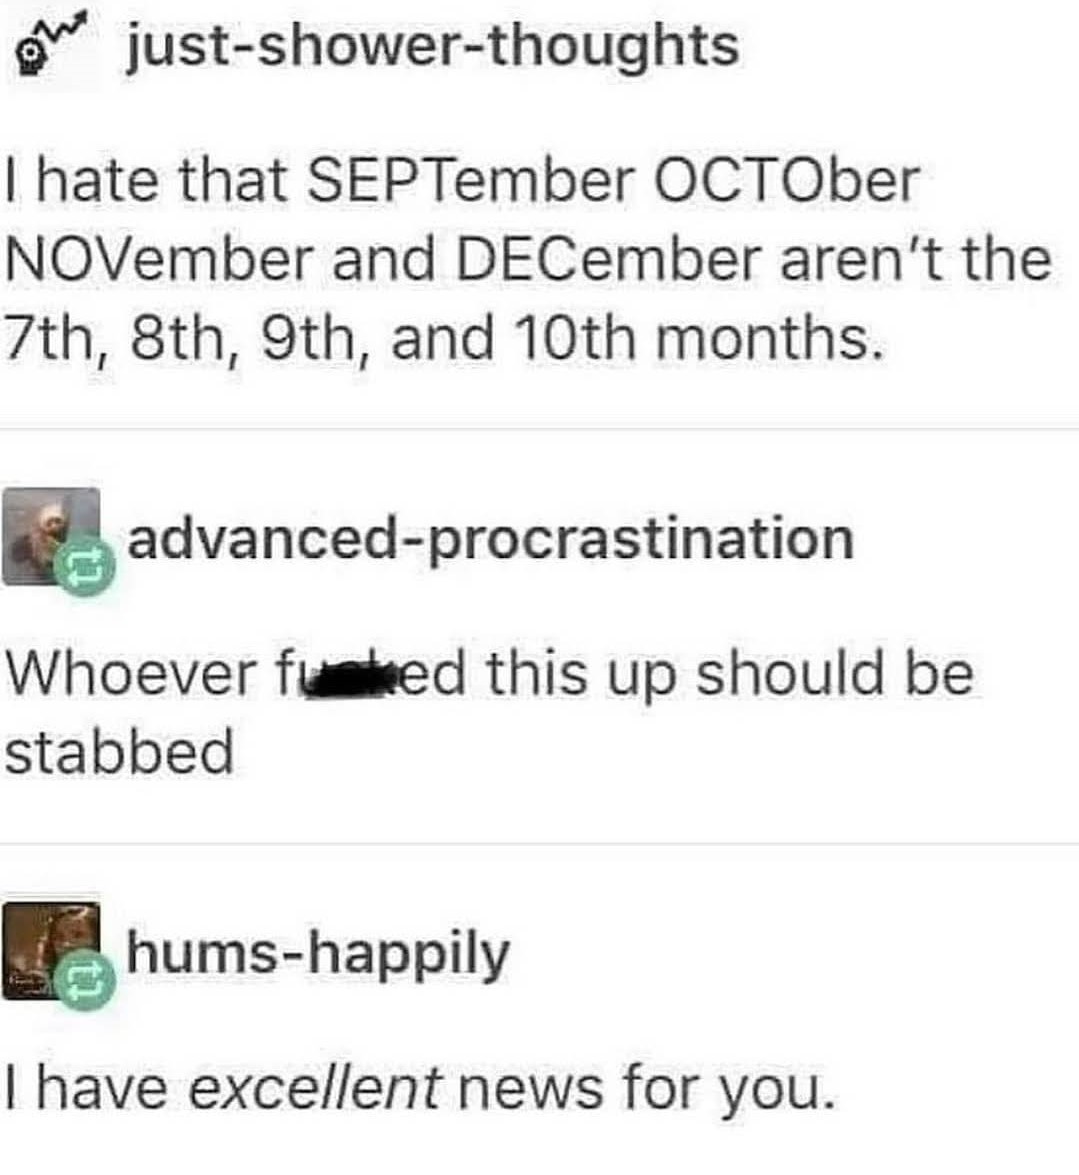 just-shower-thoughts
I hate that SEPTember OCTOber
NOVember and DECember aren't the
7th, 8th, 9th, and 10th months.
advanced-procrastination
Whoever fu ed this up should be
stabbed
hums-happily
I have excellent news for you.